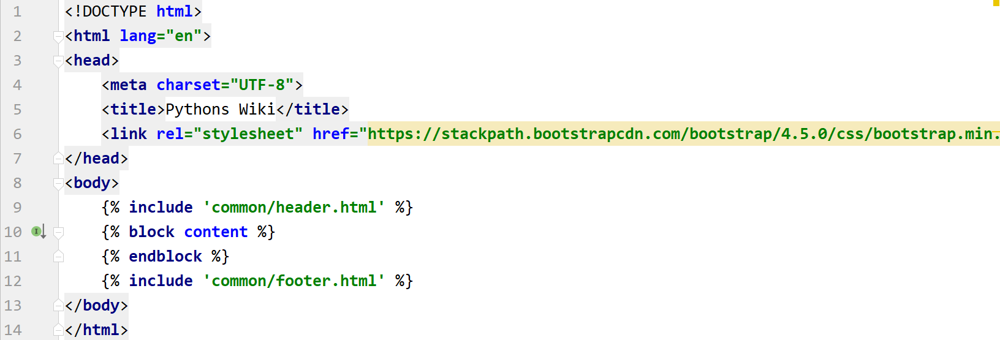 1 <!DOCTYPE html>
2 <html lang="en">
3 <head>
4     <meta charset="UTF-8">
5     <title>Pythons Wiki</title>
6     <link rel="stylesheet" href="https://stackpath.bootstrapcdn.com/bootstrap/4.5.0/css/bootstrap.min.
7 </head>
8 <body>
9     {% include 'common/header.html' %}
10     {% block content %}
11     {% endblock %}
12     {% include 'common/footer.html' %}
13 </body>
14 </html>